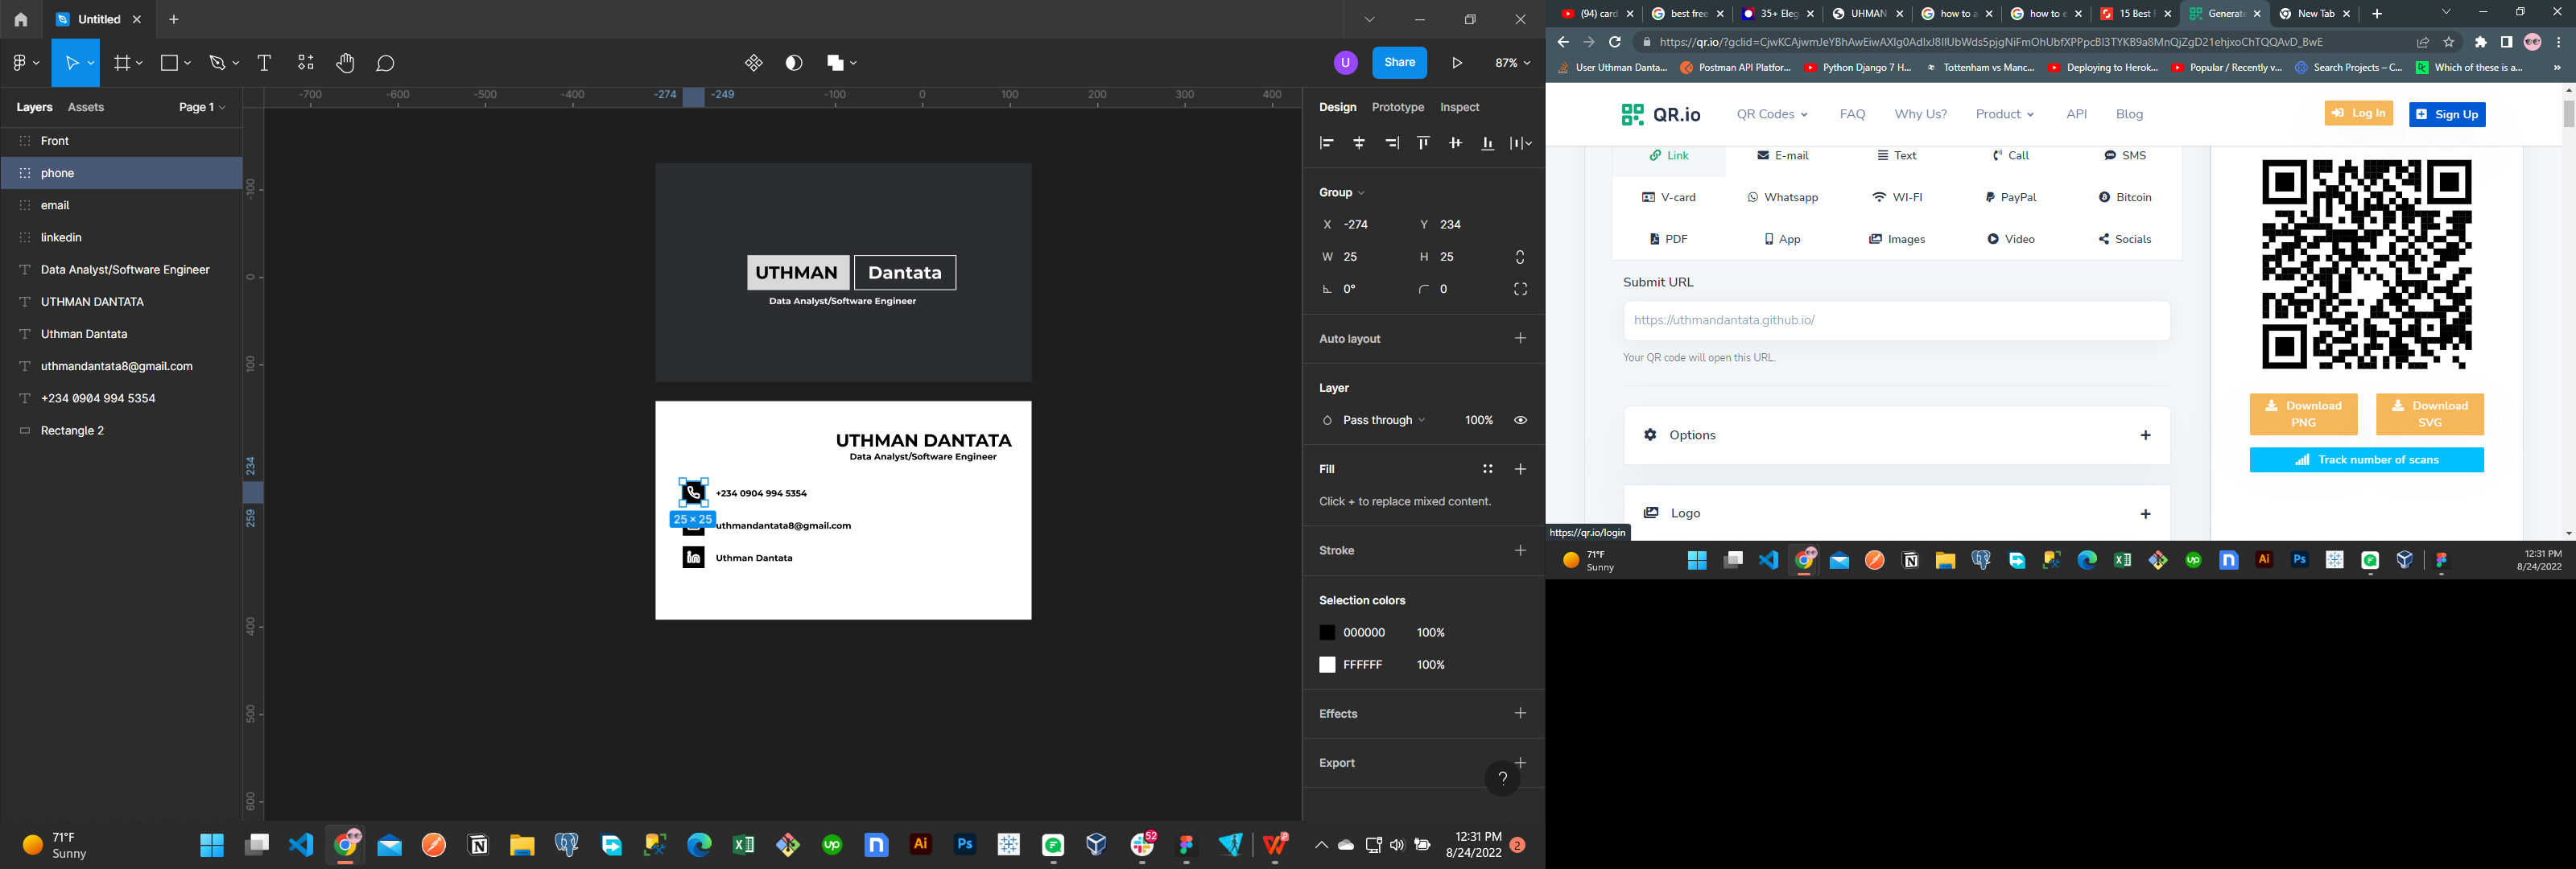 Untitled
Share
87%
U
Layers
Assets
Page 1
Front
phone
email
linkedin
Data Analyst/Software Engineer
UTHMAN DANTATA
Uthman Dantata
uthmandantata8@gmail.com
+234 0904 994 5354
Rectangle 2
-700
-600
-500
-400
-274
-249
-100
0
100
200
300
400
-100
0
100
234
259
400
500
600
UTHMAN
Dantata
Data Analyst/Software Engineer
UTHMAN DANTATA
Data Analyst/Software Engineer
+234 0904 994 5354
25 × 25
uthmandantata8@gmail.com
in
Uthman Dantata
Design
Prototype
Inspect
Group
X -274
Y 234
W 25
H 25
0°
0
Auto layout
Layer
Pass through
100%
Fill
Click + to replace mixed content.
Stroke
Selection colors
000000 100%
FFFFFF 100%
Effects
Export
?
71°F
Sunny
up
Ai
Ps
52
12:31 PM
8/24/2022
2
(94) card
best free
35+ Eleg
UHMAN
how to a
how to e
15 Best
Generate
New Tab
User Uthman Danta...
Postman API Platfor...
Python Django 7 H...
Tottenham vs Manc...
Deploying to Herok...
Popular / Recently v...
Search Projects – C...
Which of these is a...
QR.io
QR Codes
FAQ
Why Us?
Product
API
Blog
Log In
Sign Up
Link
E-mail
Text
Call
SMS
V-card
Whatsapp
WI-FI
PayPal
Bitcoin
PDF
App
Images
Video
Socials
Submit URL
https://uthmandantata.github.io/
Your QR code will open this URL.
Options
Logo
Download
PNG
Download
SVG
Track number of scans
https://qr.io/login
71°F
Sunny
up
Ai
Ps
12:31 PM
8/24/2022